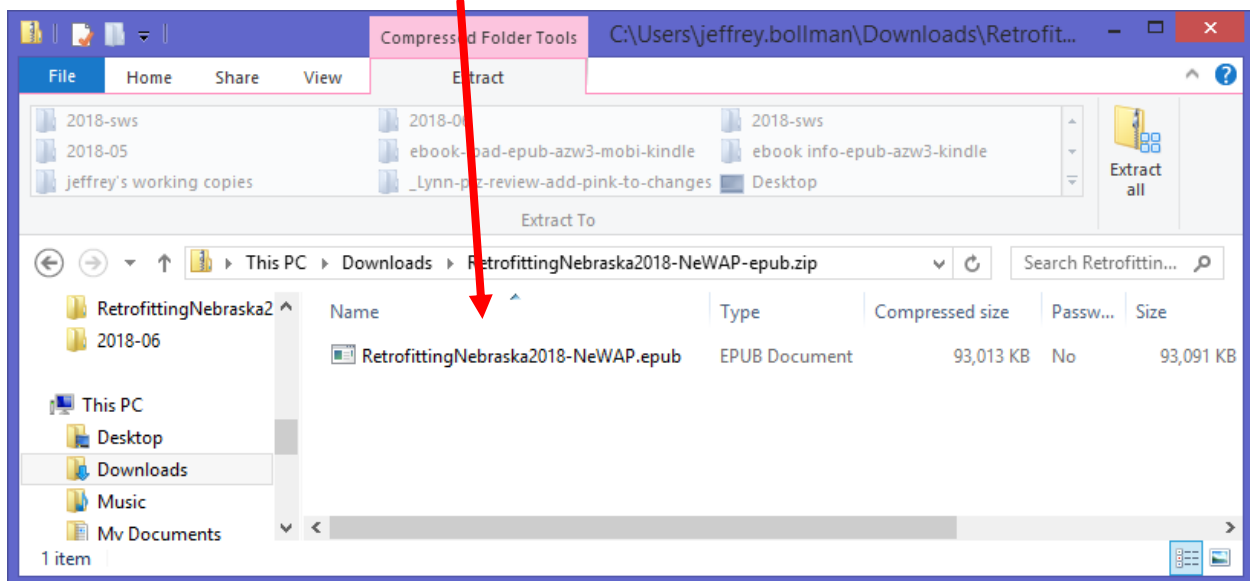 Compressed Folder Tools C:\Users\jeffrey.bollman\Downloads\Retrofit...
File Home Share View Extract
2018-sws 2018-06 2018-sws
2018-05 ebook-load-epub-azw3-mobi-kindle ebook info-epub-azw3-kindle
jeffrey's working copies _Lynn-plz-review-add-pink-to-changes Desktop
Extract all
Extract To
This PC Downloads RetrofittingNebraska2018-NeWAP-epub.zip Search Retrofittin...
RetrofittingNebraska2 Name Type Compressed size Passw... Size
2018-06 RetrofittingNebraska2018-NeWAP.epub EPUB Document 93,013 KB No 93,091 KB
This PC
Desktop
Downloads
Music
My Documents
1 item